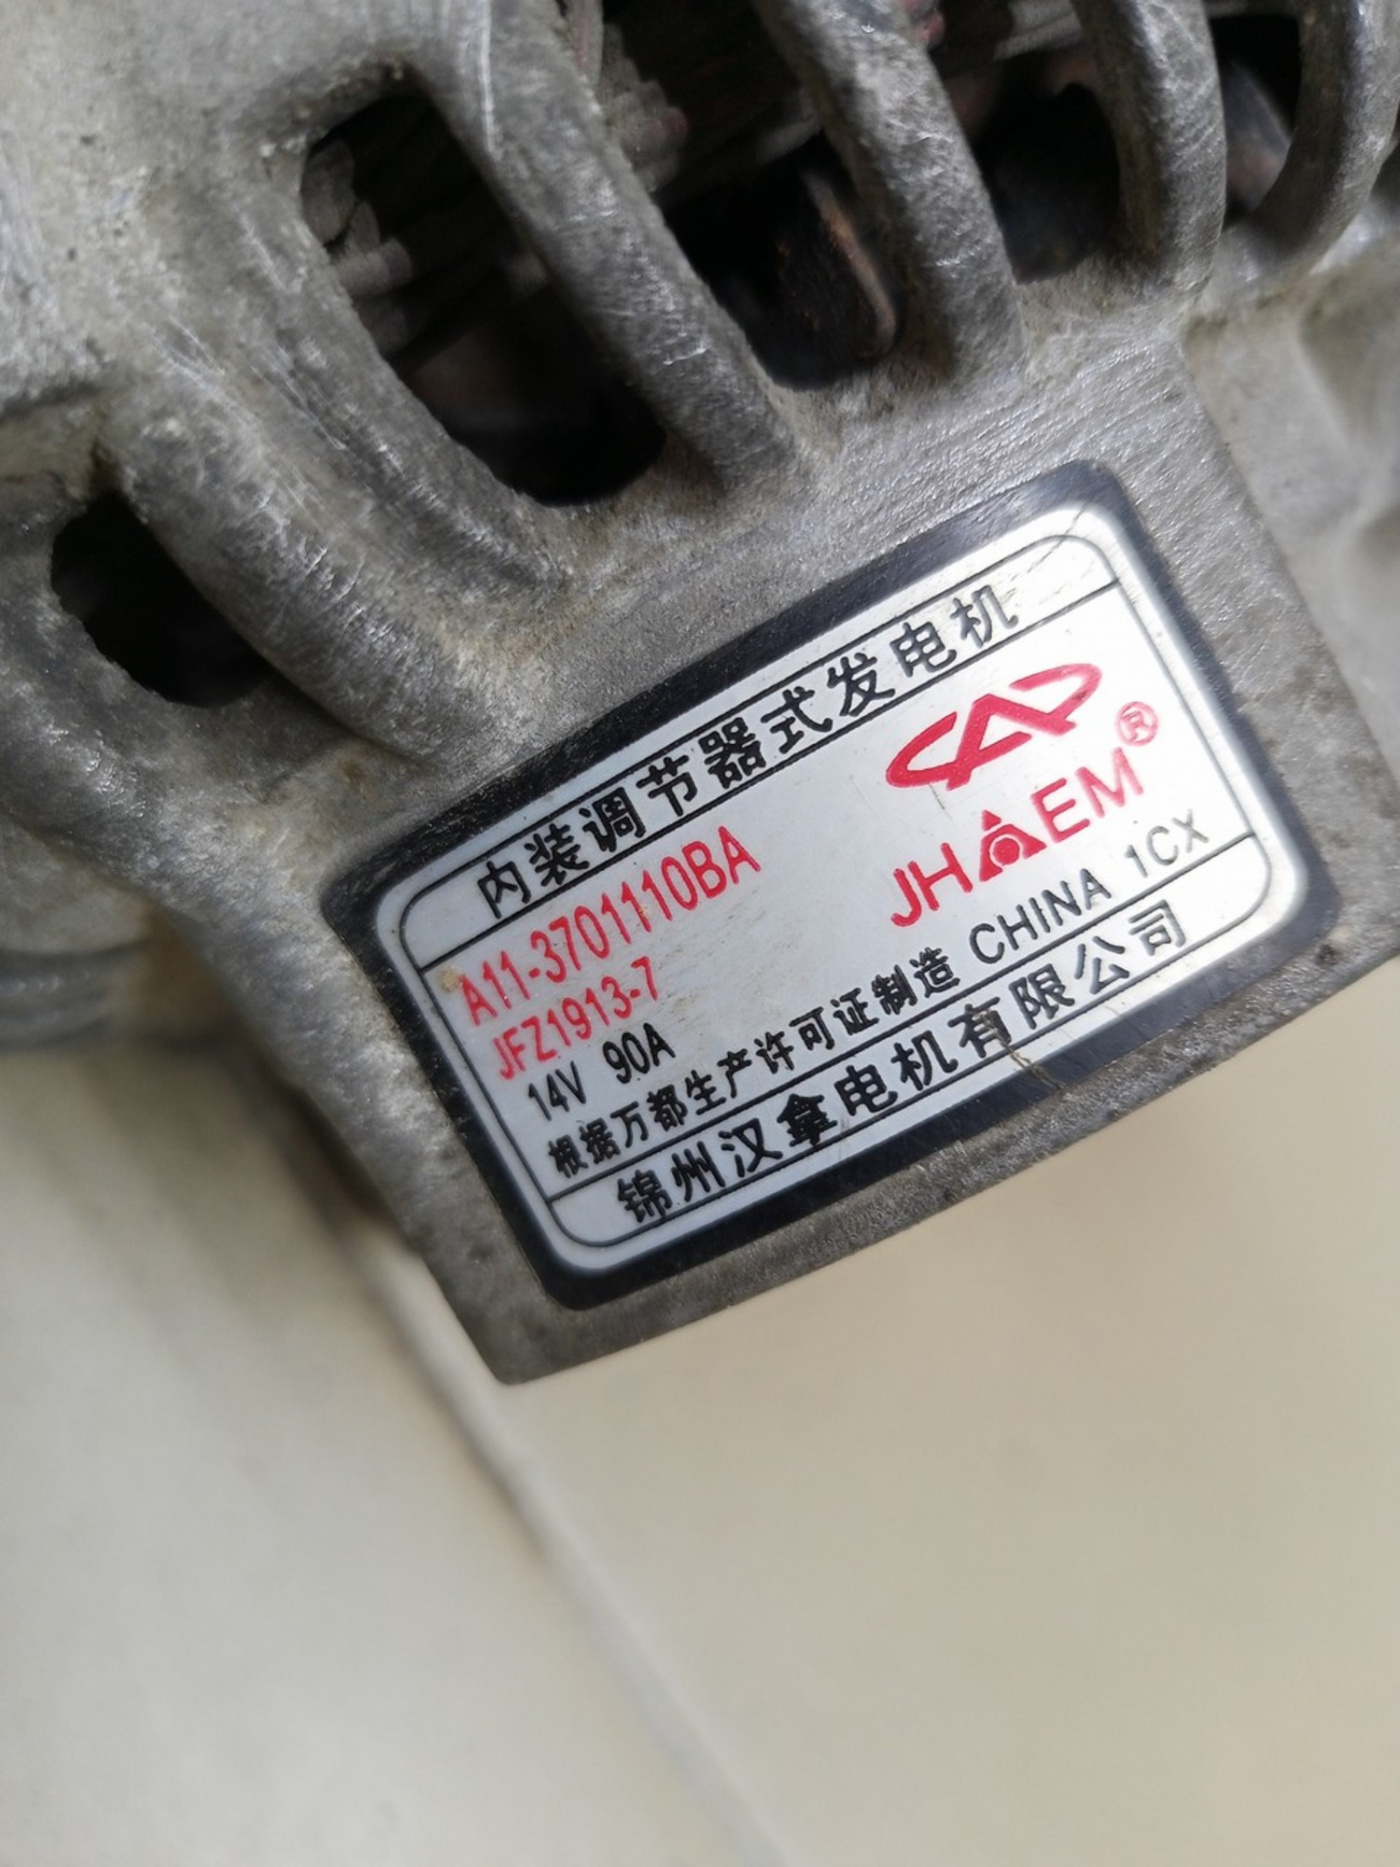 内装调节器式发电机
A11-3701110BA
JFZ1913-7
14V 90A
JHAEM®
根据万都生产许可证制造 CHINA 1CX
锦州汉拿电机有限公司